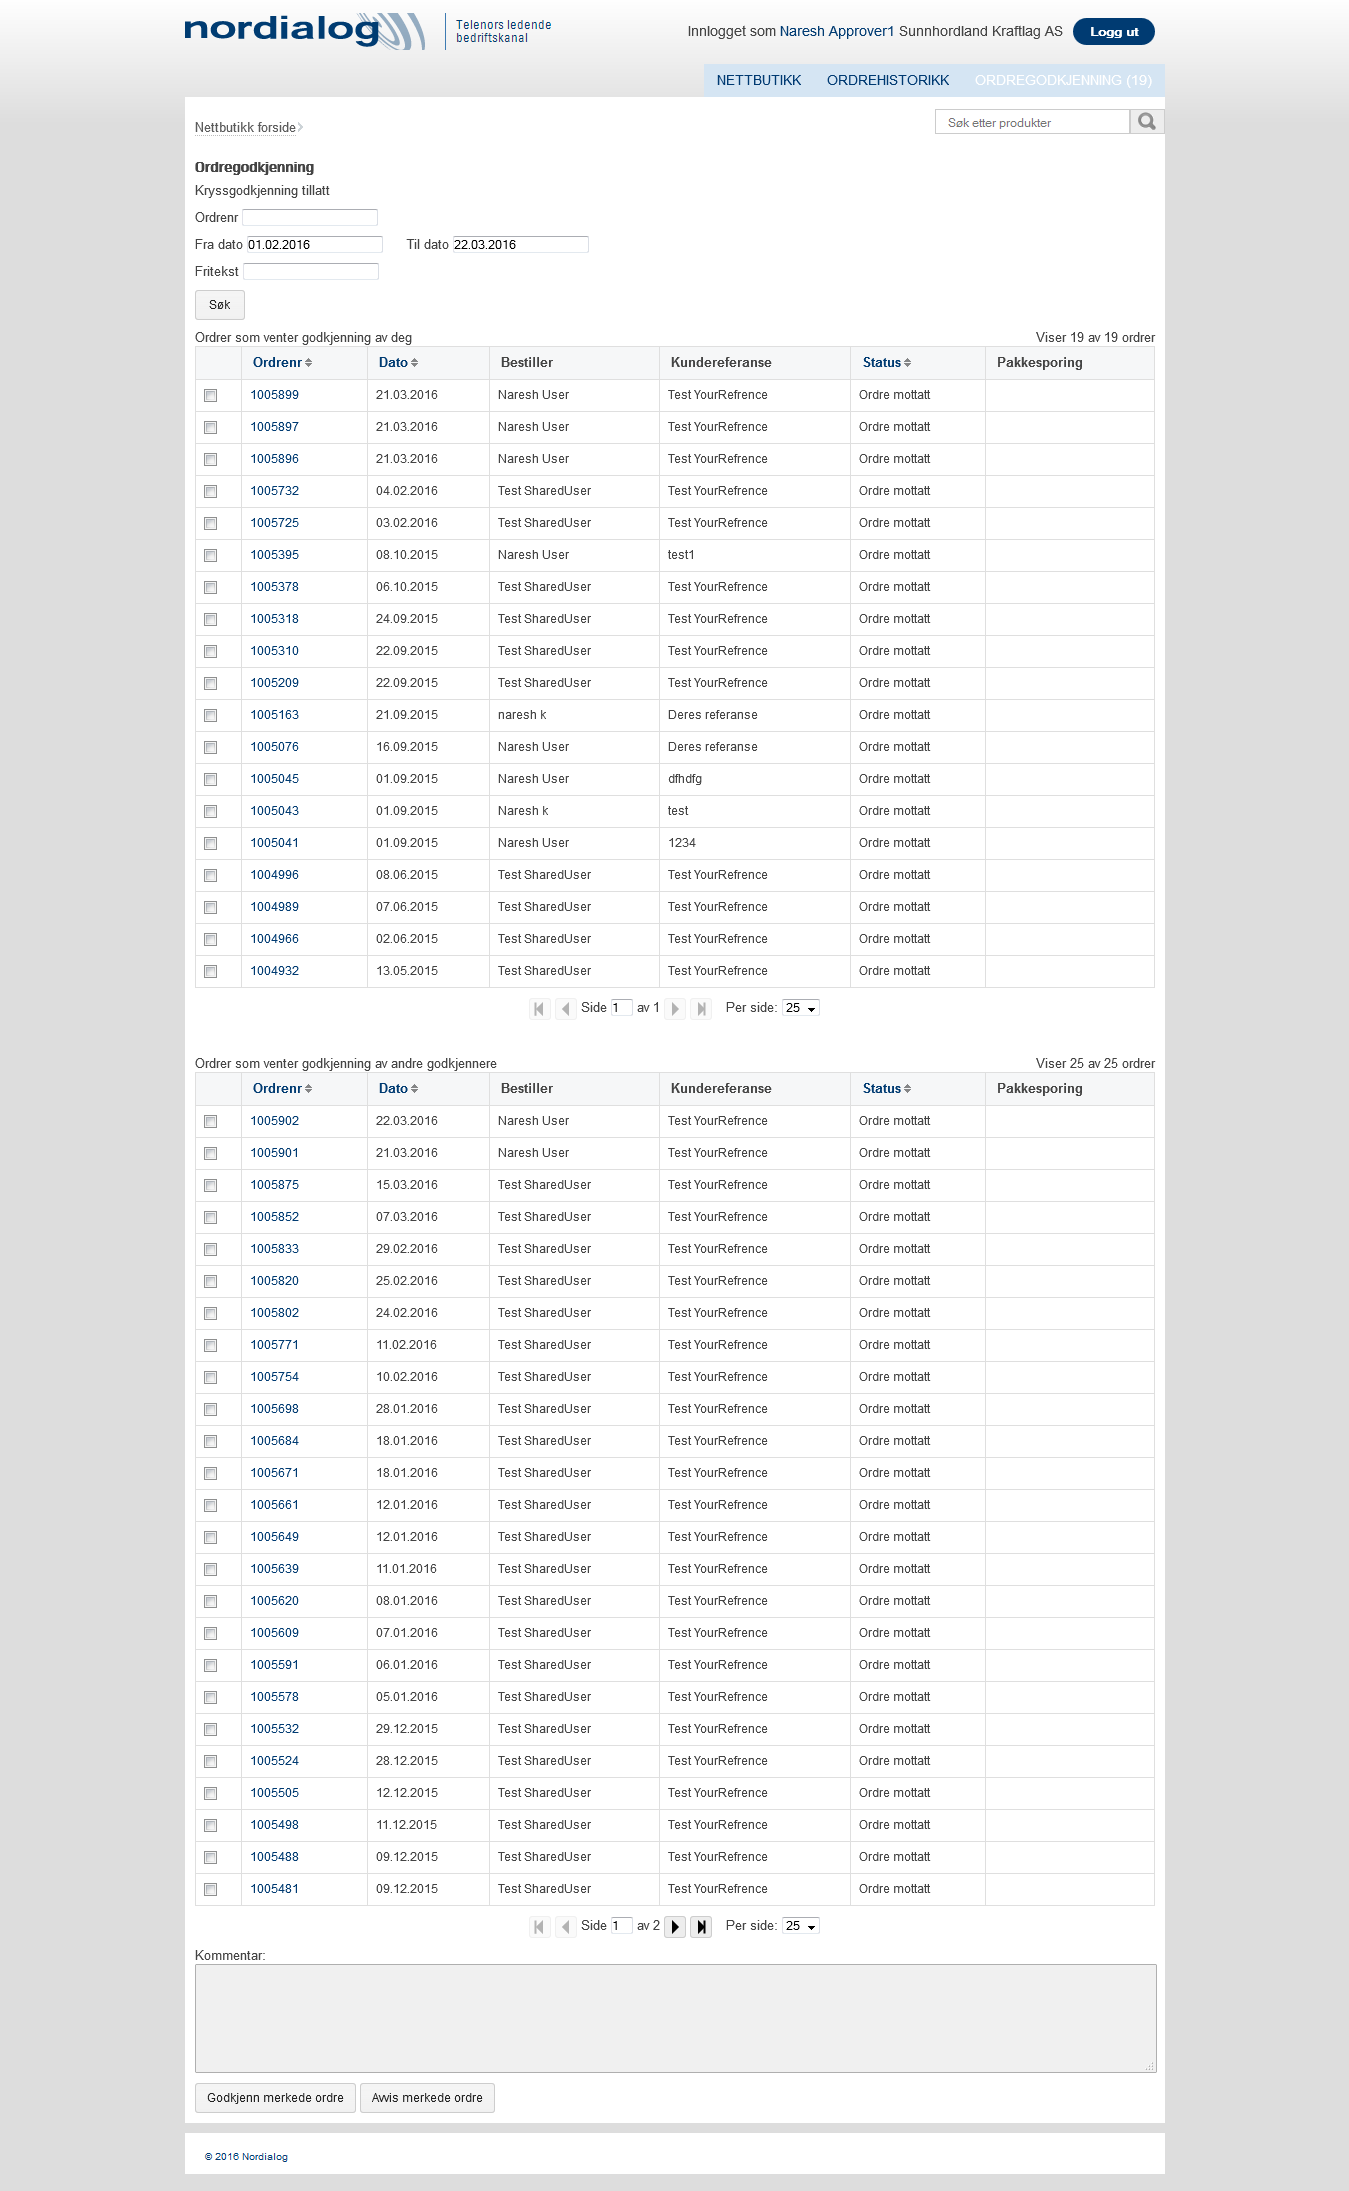 nordialog
Telenors ledende
bedriftskanal
Innlogget som Naresh Approver1 Sunnhordland Kraftlag AS Logg ut
NETTBUTIKK ORDREHISTORIKK ORDREGODKJENNING (19)
Nettbutikk forside
Søk etter produkter
Ordregodkjenning
Kryssgodkjenning tillatt
Ordrenr
Fra dato 01.02.2016 Til dato 22.03.2016
Fritekst
Søk
Ordrer som venter godkjenning av deg Viser 19 av 19 ordrer
Ordrenr Dato Bestiller Kundereferanse Status Pakkesporing
1005899 21.03.2016 Naresh User Test YourRefrence Ordre mottatt
1005897 21.03.2016 Naresh User Test YourRefrence Ordre mottatt
1005896 21.03.2016 Naresh User Test YourRefrence Ordre mottatt
1005732 04.02.2016 Test SharedUser Test YourRefrence Ordre mottatt
1005725 03.02.2016 Test SharedUser Test YourRefrence Ordre mottatt
1005395 08.10.2015 Naresh User test1 Ordre mottatt
1005378 06.10.2015 Test SharedUser Test YourRefrence Ordre mottatt
1005318 24.09.2015 Test SharedUser Test YourRefrence Ordre mottatt
1005310 22.09.2015 Test SharedUser Test YourRefrence Ordre mottatt
1005209 22.09.2015 Test SharedUser Test YourRefrence Ordre mottatt
1005163 21.09.2015 naresh k Deres referanse Ordre mottatt
1005076 16.09.2015 Naresh User Deres referanse Ordre mottatt
1005045 01.09.2015 Naresh User dfhdfg Ordre mottatt
1005043 01.09.2015 Naresh k test Ordre mottatt
1005041 01.09.2015 Naresh User 1234 Ordre mottatt
1004996 08.06.2015 Test SharedUser Test YourRefrence Ordre mottatt
1004989 07.06.2015 Test SharedUser Test YourRefrence Ordre mottatt
1004966 02.06.2015 Test SharedUser Test YourRefrence Ordre mottatt
1004932 13.05.2015 Test SharedUser Test YourRefrence Ordre mottatt
Side 1 av 1 Per side: 25
Ordrer som venter godkjenning av andre godkjennere Viser 25 av 25 ordrer
Ordrenr Dato Bestiller Kundereferanse Status Pakkesporing
1005902 22.03.2016 Naresh User Test YourRefrence Ordre mottatt
1005901 21.03.2016 Naresh User Test YourRefrence Ordre mottatt
1005875 15.03.2016 Test SharedUser Test YourRefrence Ordre mottatt
1005852 07.03.2016 Test SharedUser Test YourRefrence Ordre mottatt
1005833 29.02.2016 Test SharedUser Test YourRefrence Ordre mottatt
1005820 25.02.2016 Test SharedUser Test YourRefrence Ordre mottatt
1005802 24.02.2016 Test SharedUser Test YourRefrence Ordre mottatt
1005771 11.02.2016 Test SharedUser Test YourRefrence Ordre mottatt
1005754 10.02.2016 Test SharedUser Test YourRefrence Ordre mottatt
1005698 28.01.2016 Test SharedUser Test YourRefrence Ordre mottatt
1005684 18.01.2016 Test SharedUser Test YourRefrence Ordre mottatt
1005671 18.01.2016 Test SharedUser Test YourRefrence Ordre mottatt
1005661 12.01.2016 Test SharedUser Test YourRefrence Ordre mottatt
1005649 12.01.2016 Test SharedUser Test YourRefrence Ordre mottatt
1005639 11.01.2016 Test SharedUser Test YourRefrence Ordre mottatt
1005620 08.01.2016 Test SharedUser Test YourRefrence Ordre mottatt
1005609 07.01.2016 Test SharedUser Test YourRefrence Ordre mottatt
1005591 06.01.2016 Test SharedUser Test YourRefrence Ordre mottatt
1005578 05.01.2016 Test SharedUser Test YourRefrence Ordre mottatt
1005532 29.12.2015 Test SharedUser Test YourRefrence Ordre mottatt
1005524 28.12.2015 Test SharedUser Test YourRefrence Ordre mottatt
1005505 12.12.2015 Test SharedUser Test YourRefrence Ordre mottatt
1005498 11.12.2015 Test SharedUser Test YourRefrence Ordre mottatt
1005488 09.12.2015 Test SharedUser Test YourRefrence Ordre mottatt
1005481 09.12.2015 Test SharedUser Test YourRefrence Ordre mottatt
Side 1 av 2 Per side: 25
Kommentar:
Godkjenn merkede ordre Avvis merkede ordre
© 2016 Nordialog